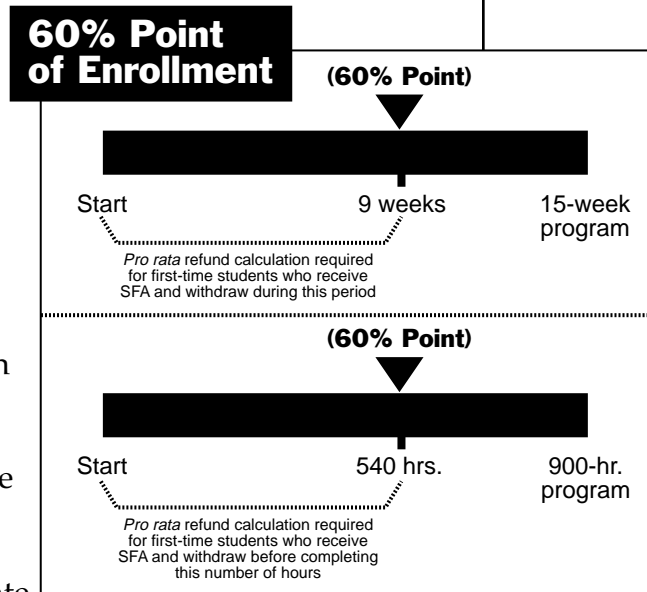 60% Point
of Enrollment
(60% Point)
Start
9 weeks
15-week
program
Pro rata refund calculation required
for first-time students who receive
SFA and withdraw during this period
(60% Point)
Start
540 hrs.
900-hr.
program
Pro rata refund calculation required
for first-time students who receive
SFA and withdraw before completing
this number of hours